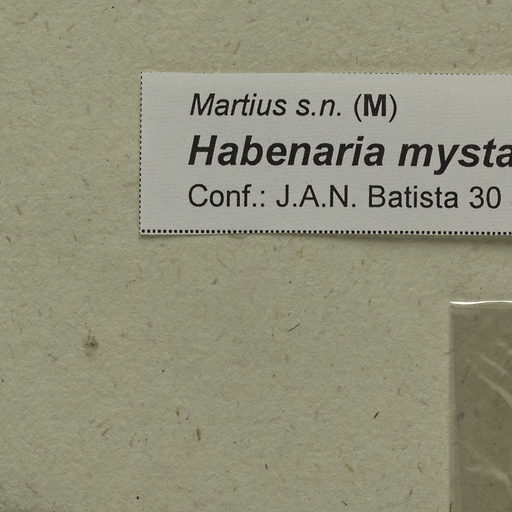 Martius s.n. (M)
Habenaria mysta
Conf.: J.A.N. Batista 30